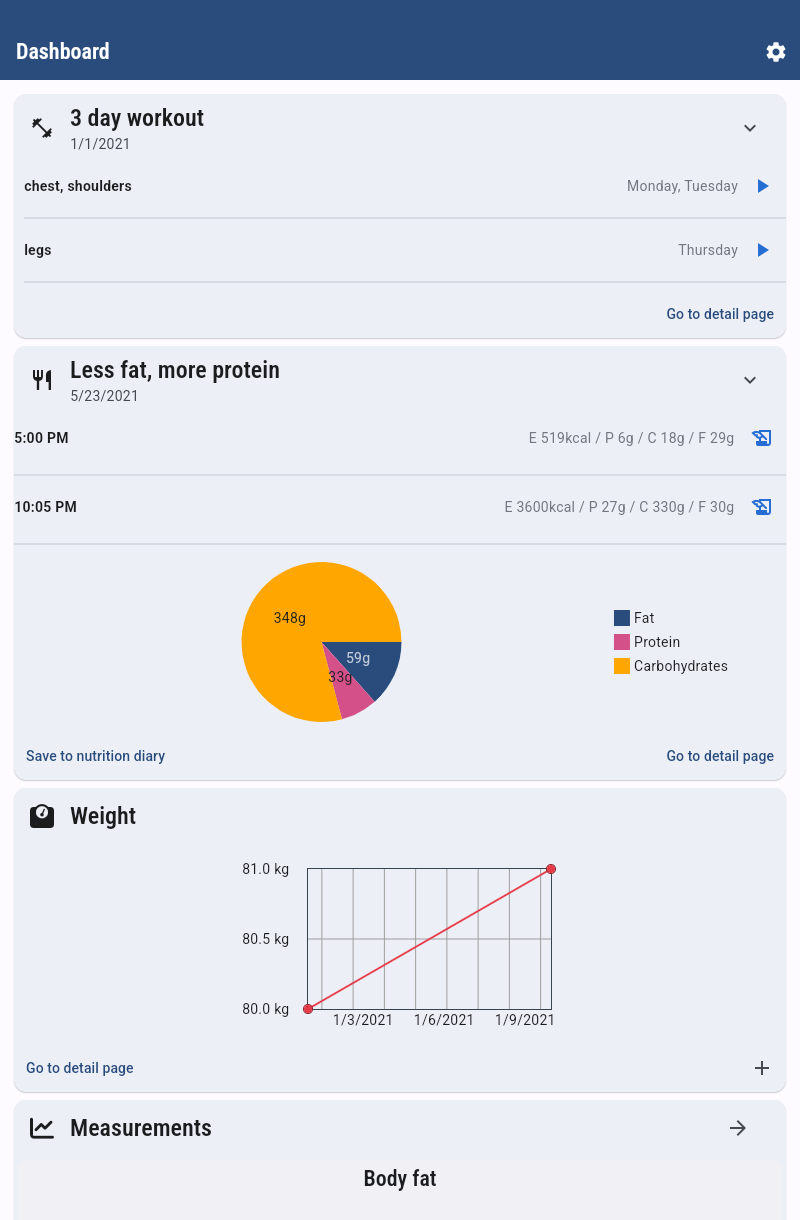 Dashboard
3 day workout
1/1/2021
chest, shoulders Monday, Tuesday
legs Thursday
Go to detail page
Less fat, more protein
5/23/2021
5:00 PM E 519kcal / P 6g / C 18g / F 29g
10:05 PM E 3600kcal / P 27g / C 330g / F 30g
348g
59g
33g
Fat
Protein
Carbohydrates
Save to nutrition diary Go to detail page
Weight
81.0 kg
80.5 kg
80.0 kg
1/3/2021 1/6/2021 1/9/2021
Go to detail page
Measurements
Body fat